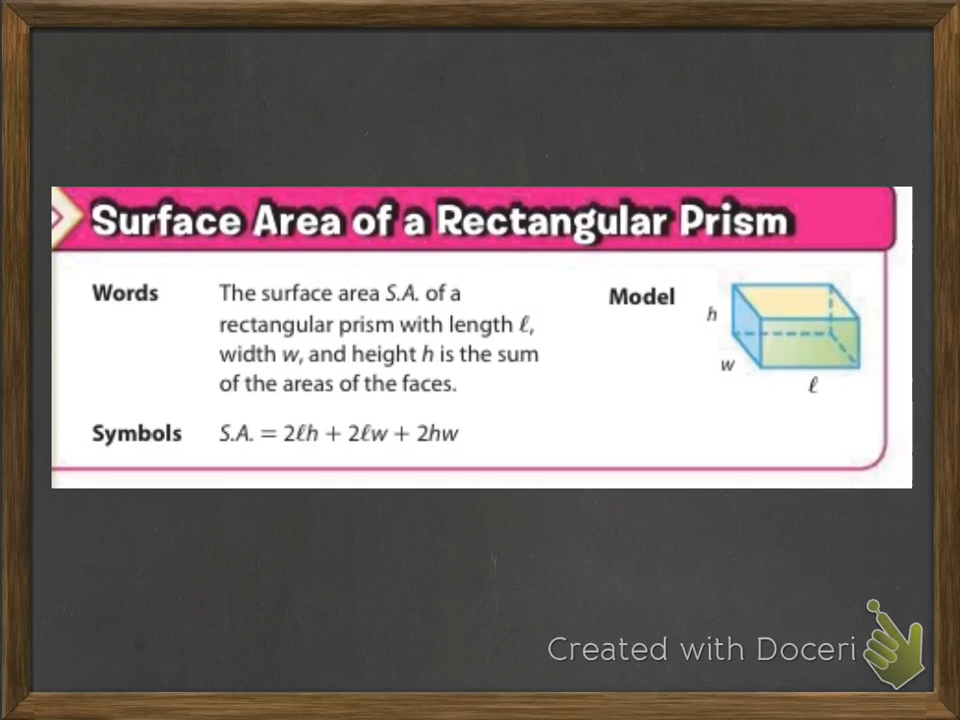 Surface Area of a Rectangular Prism
Words
The surface area S.A. of a
rectangular prism with length ℓ,
width w, and height h is the sum
of the areas of the faces.
Model
h
w
ℓ
Symbols
S.A. = 2ℓh + 2ℓw + 2hw
Created with Doceri